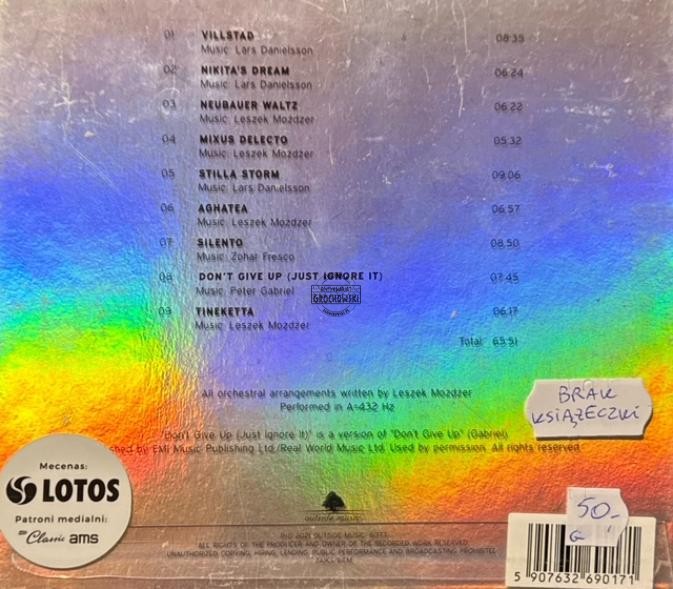 01 VILLSTAD 08:35
Music: Lars Danielsson
02 NIKITA'S DREAM 06:24
Music: Lars Danielsson
03 NEUBAUER WALTZ 06:22
Music: Leszek Możdżer
04 MIXUS DELECTO 05:32
Music: Leszek Możdżer
05 STILLA STORM 09:06
Music: Lars Danielsson
06 AGHATEA 06:57
Music: Leszek Możdżer
07 SILENTO 08:50
Music: Zohar Fresco
08 DON'T GIVE UP (JUST IGNORE IT) 07:45
Music: Peter Gabriel
GROCHOWSKI
09 TINEKETTA 06:17
Music: Leszek Możdżer
Total: 65:51
All orchestral arrangements written by Leszek Możdżer
Performed in A=432 Hz
BRAK
KSIĄŻECZKI
"Don't Give Up (Just Ignore It)" is a version of "Don't Give Up" (Gabriel)
by EMI Music Publishing Ltd/Real World Music Ltd. Used by permission. All rights reserved.
Mecenas:
LOTOS
Patroni medialni:
Classic ams
outside music
2021 OUTSIDE MUSIC
ALL RIGHTS OF THE PRODUCER AND OWNER OF THE RECORDED WORK RESERVED.
UNAUTHORIZED COPYING, HIRING, LENDING, PUBLIC PERFORMANCE AND BROADCASTING PROHIBITED
50,-
G
5 907632 690171